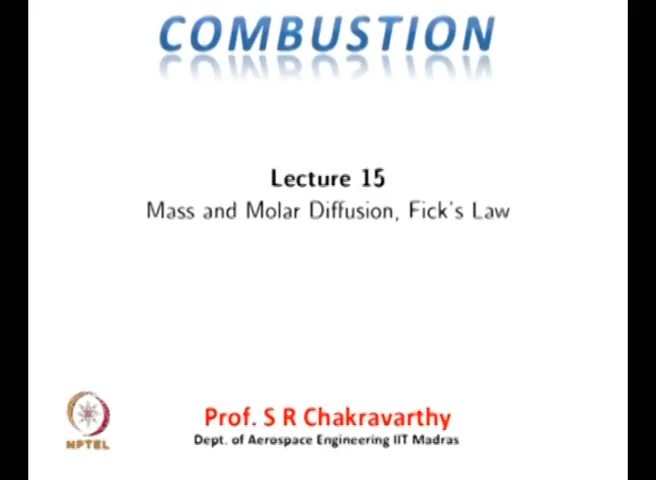 COMBUSTION
Lecture 15
Mass and Molar Diffusion, Fick's Law
Prof. S R Chakravarthy
Dept. of Aerospace Engineering IIT Madras
NPTEL